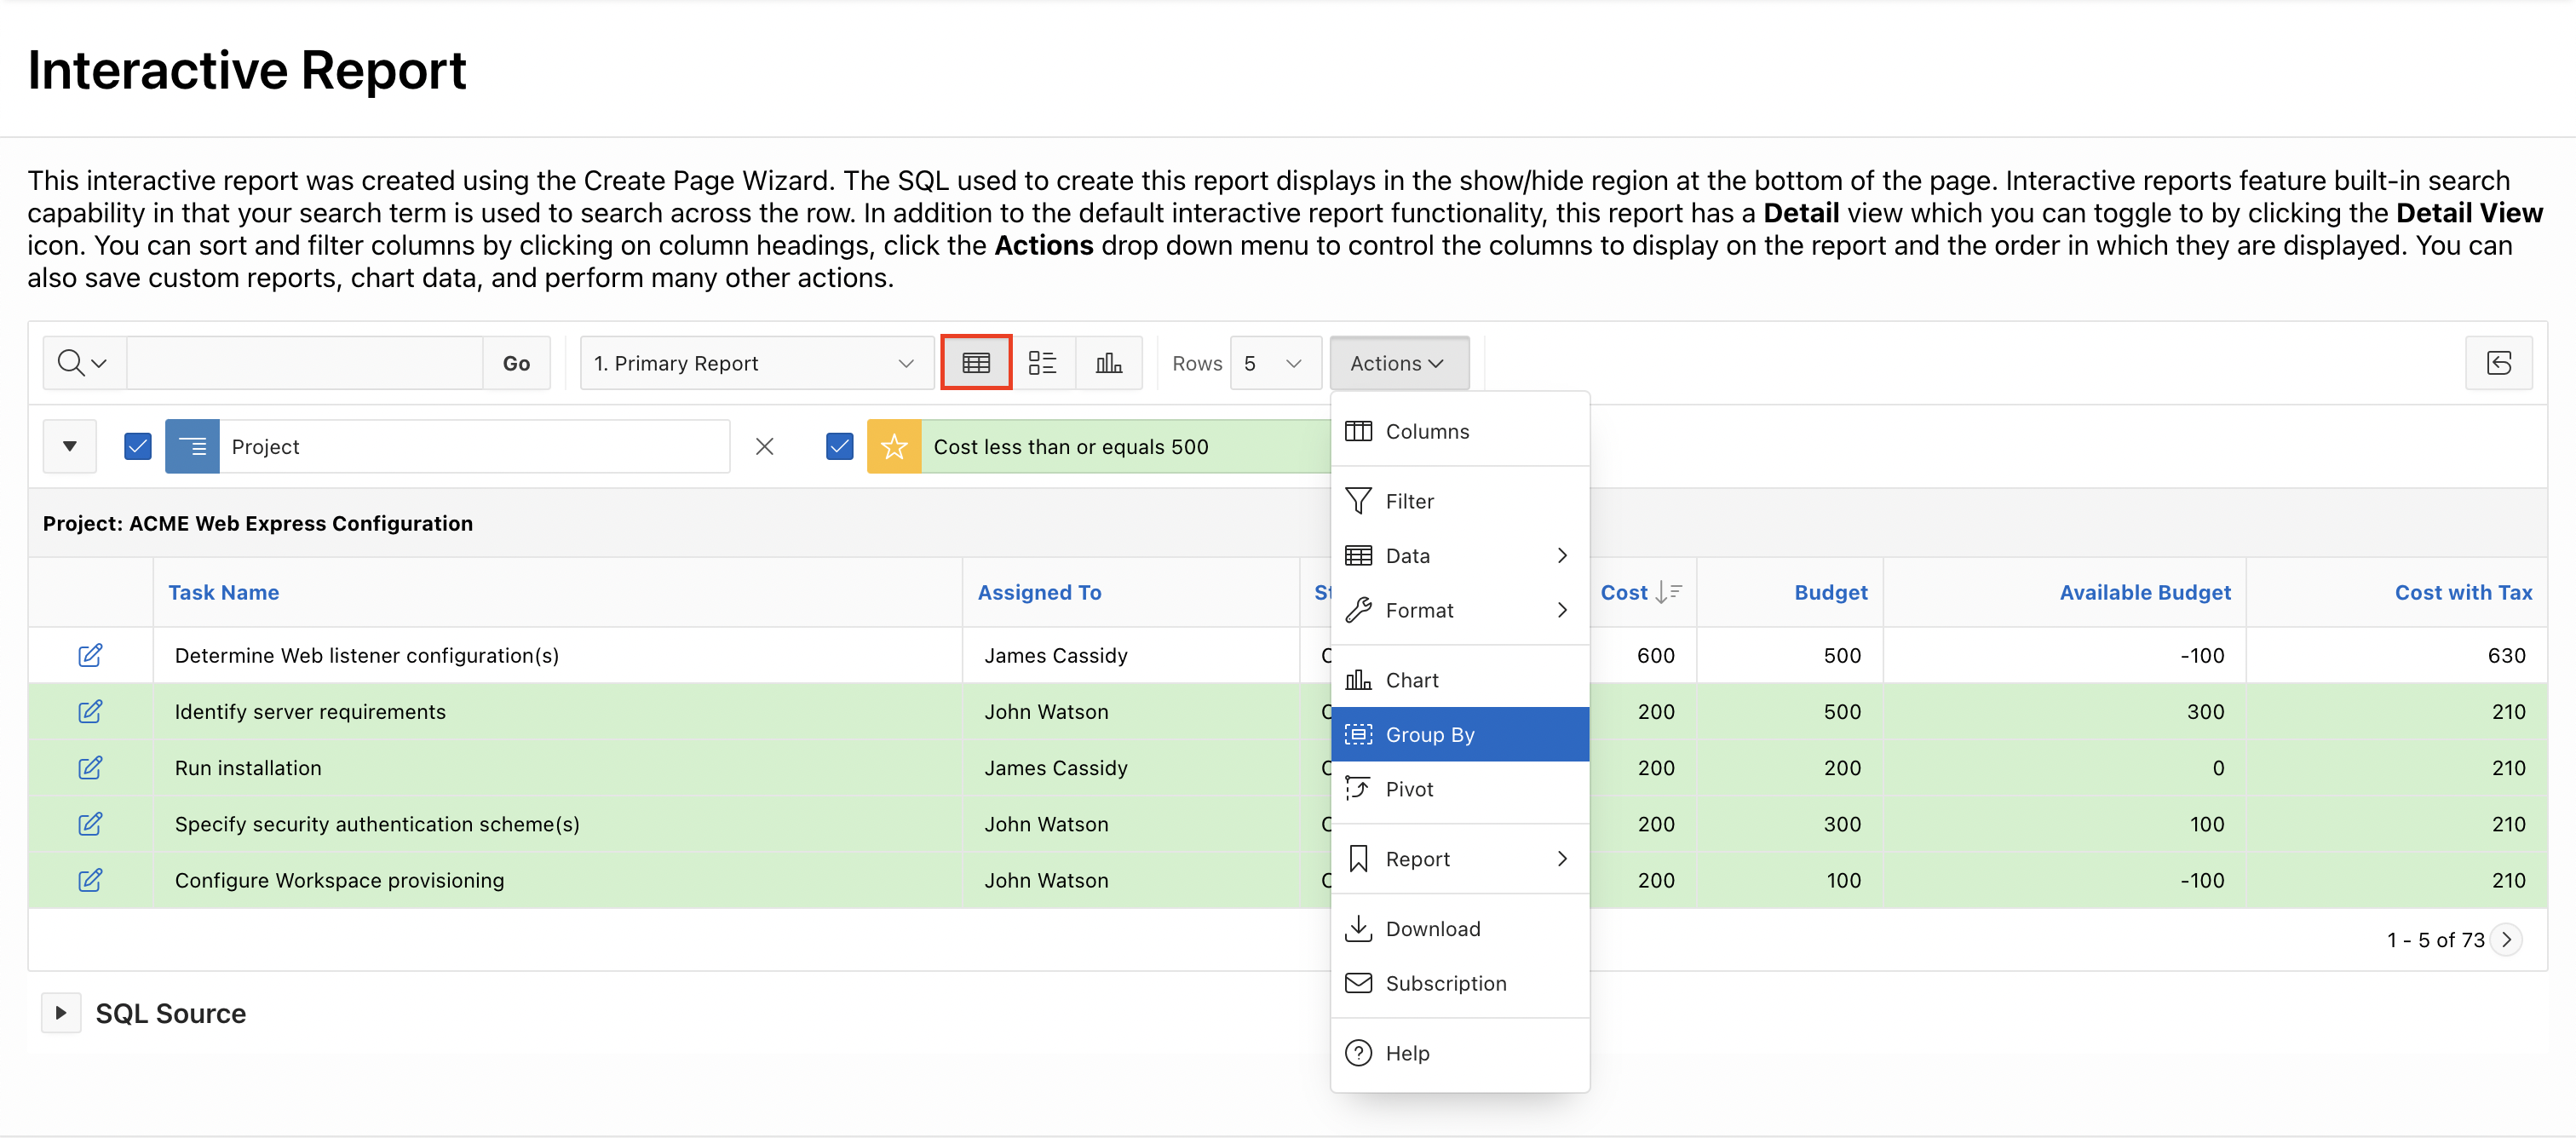 Interactive Report
This interactive report was created using the Create Page Wizard. The SQL used to create this report displays in the show/hide region at the bottom of the page. Interactive reports feature built-in search
capability in that your search term is used to search across the row. In addition to the default interactive report functionality, this report has a Detail view which you can toggle to by clicking the Detail View
icon. You can sort and filter columns by clicking on column headings, click the Actions drop down menu to control the columns to display on the report and the order in which they are displayed. You can
also save custom reports, chart data, and perform many other actions.
Go 1. Primary Report Rows 5 Actions
Project Cost less than or equals 500
Columns
Filter
Data
Format
Chart
Group By
Pivot
Report
Download
Subscription
Help
Project: ACME Web Express Configuration
Task Name Assigned To Cost Budget Available Budget Cost with Tax
Determine Web listener configuration(s) James Cassidy 600 500 -100 630
Identify server requirements John Watson 200 500 300 210
Run installation James Cassidy 200 200 0 210
Specify security authentication scheme(s) John Watson 200 300 100 210
Configure Workspace provisioning John Watson 200 100 -100 210
1 - 5 of 73
SQL Source